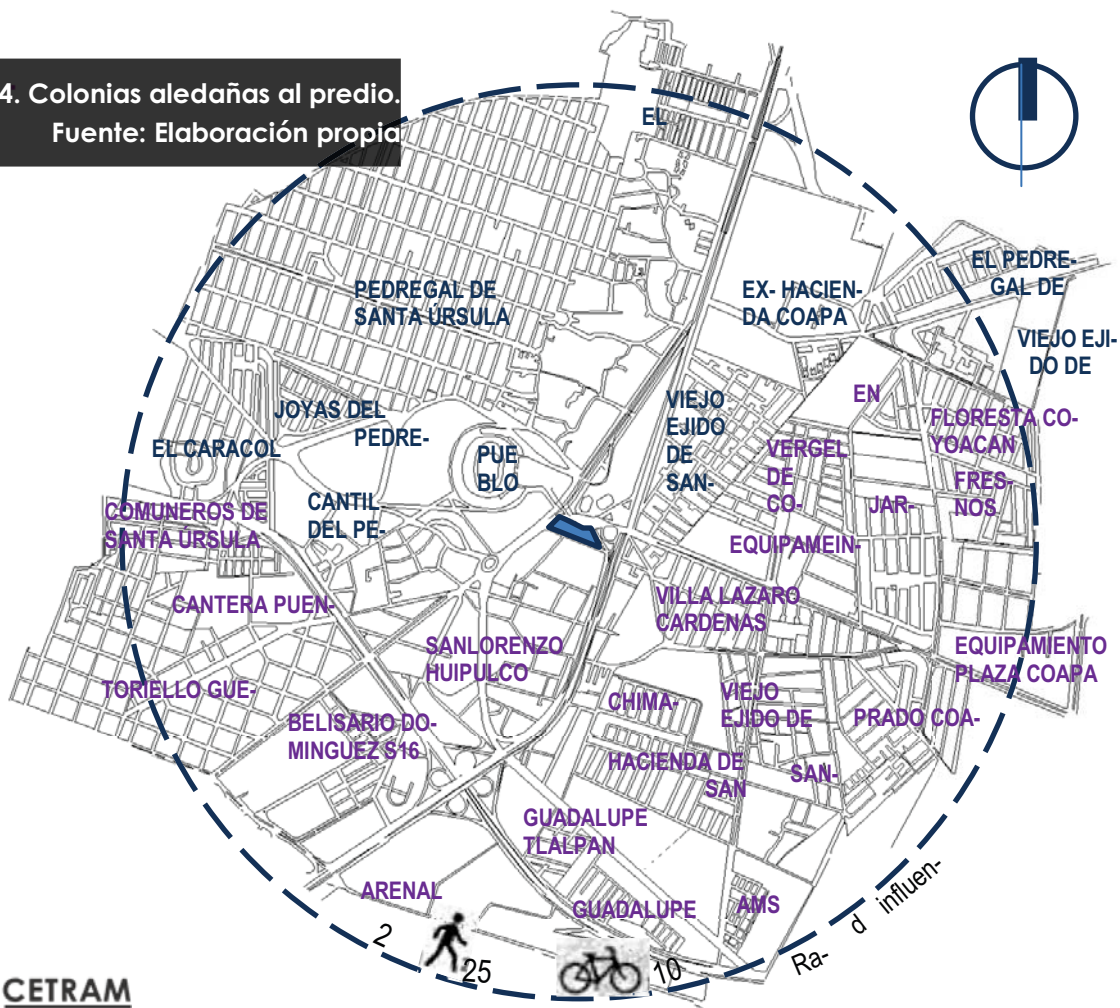 4. Colonias aledañas al predio.
Fuente: Elaboración propia
EL
PEDREGAL DE
SANTA ÚRSULA
EX- HACIEN-
DA COAPA
EL PEDRE-
GAL DE
VIEJO EJI-
DO DE
JOYAS DEL
PEDRE-
EL CARACOL
PUE
BLO
VIEJO
EJIDO
DE
SAN-
EN
FLORESTA CO-
YOACÁN
VERGEL
DE
CO-
FRES-
NOS
JAR-
CANTIL
DEL PE-
COMUNEROS DE
SANTA ÚRSULA
EQUIPAMEIN-
CANTERA PUEN-
VILLA LAZARO
CARDENAS
SANLORENZO
HUIPULCO
EQUIPAMIENTO
PLAZA COAPA
TORIELLO GUE-
BELISARIO DO-
MINGUEZ S16
CHIMA-
VIEJO
EJIDO DE
PRADO COA-
HACIENDA DE
SAN
SAN-
GUADALUPE
TLALPAN
ARENAL
GUADALUPE
AMS
2
25
10
Ra-
d
influen-
CETRAM